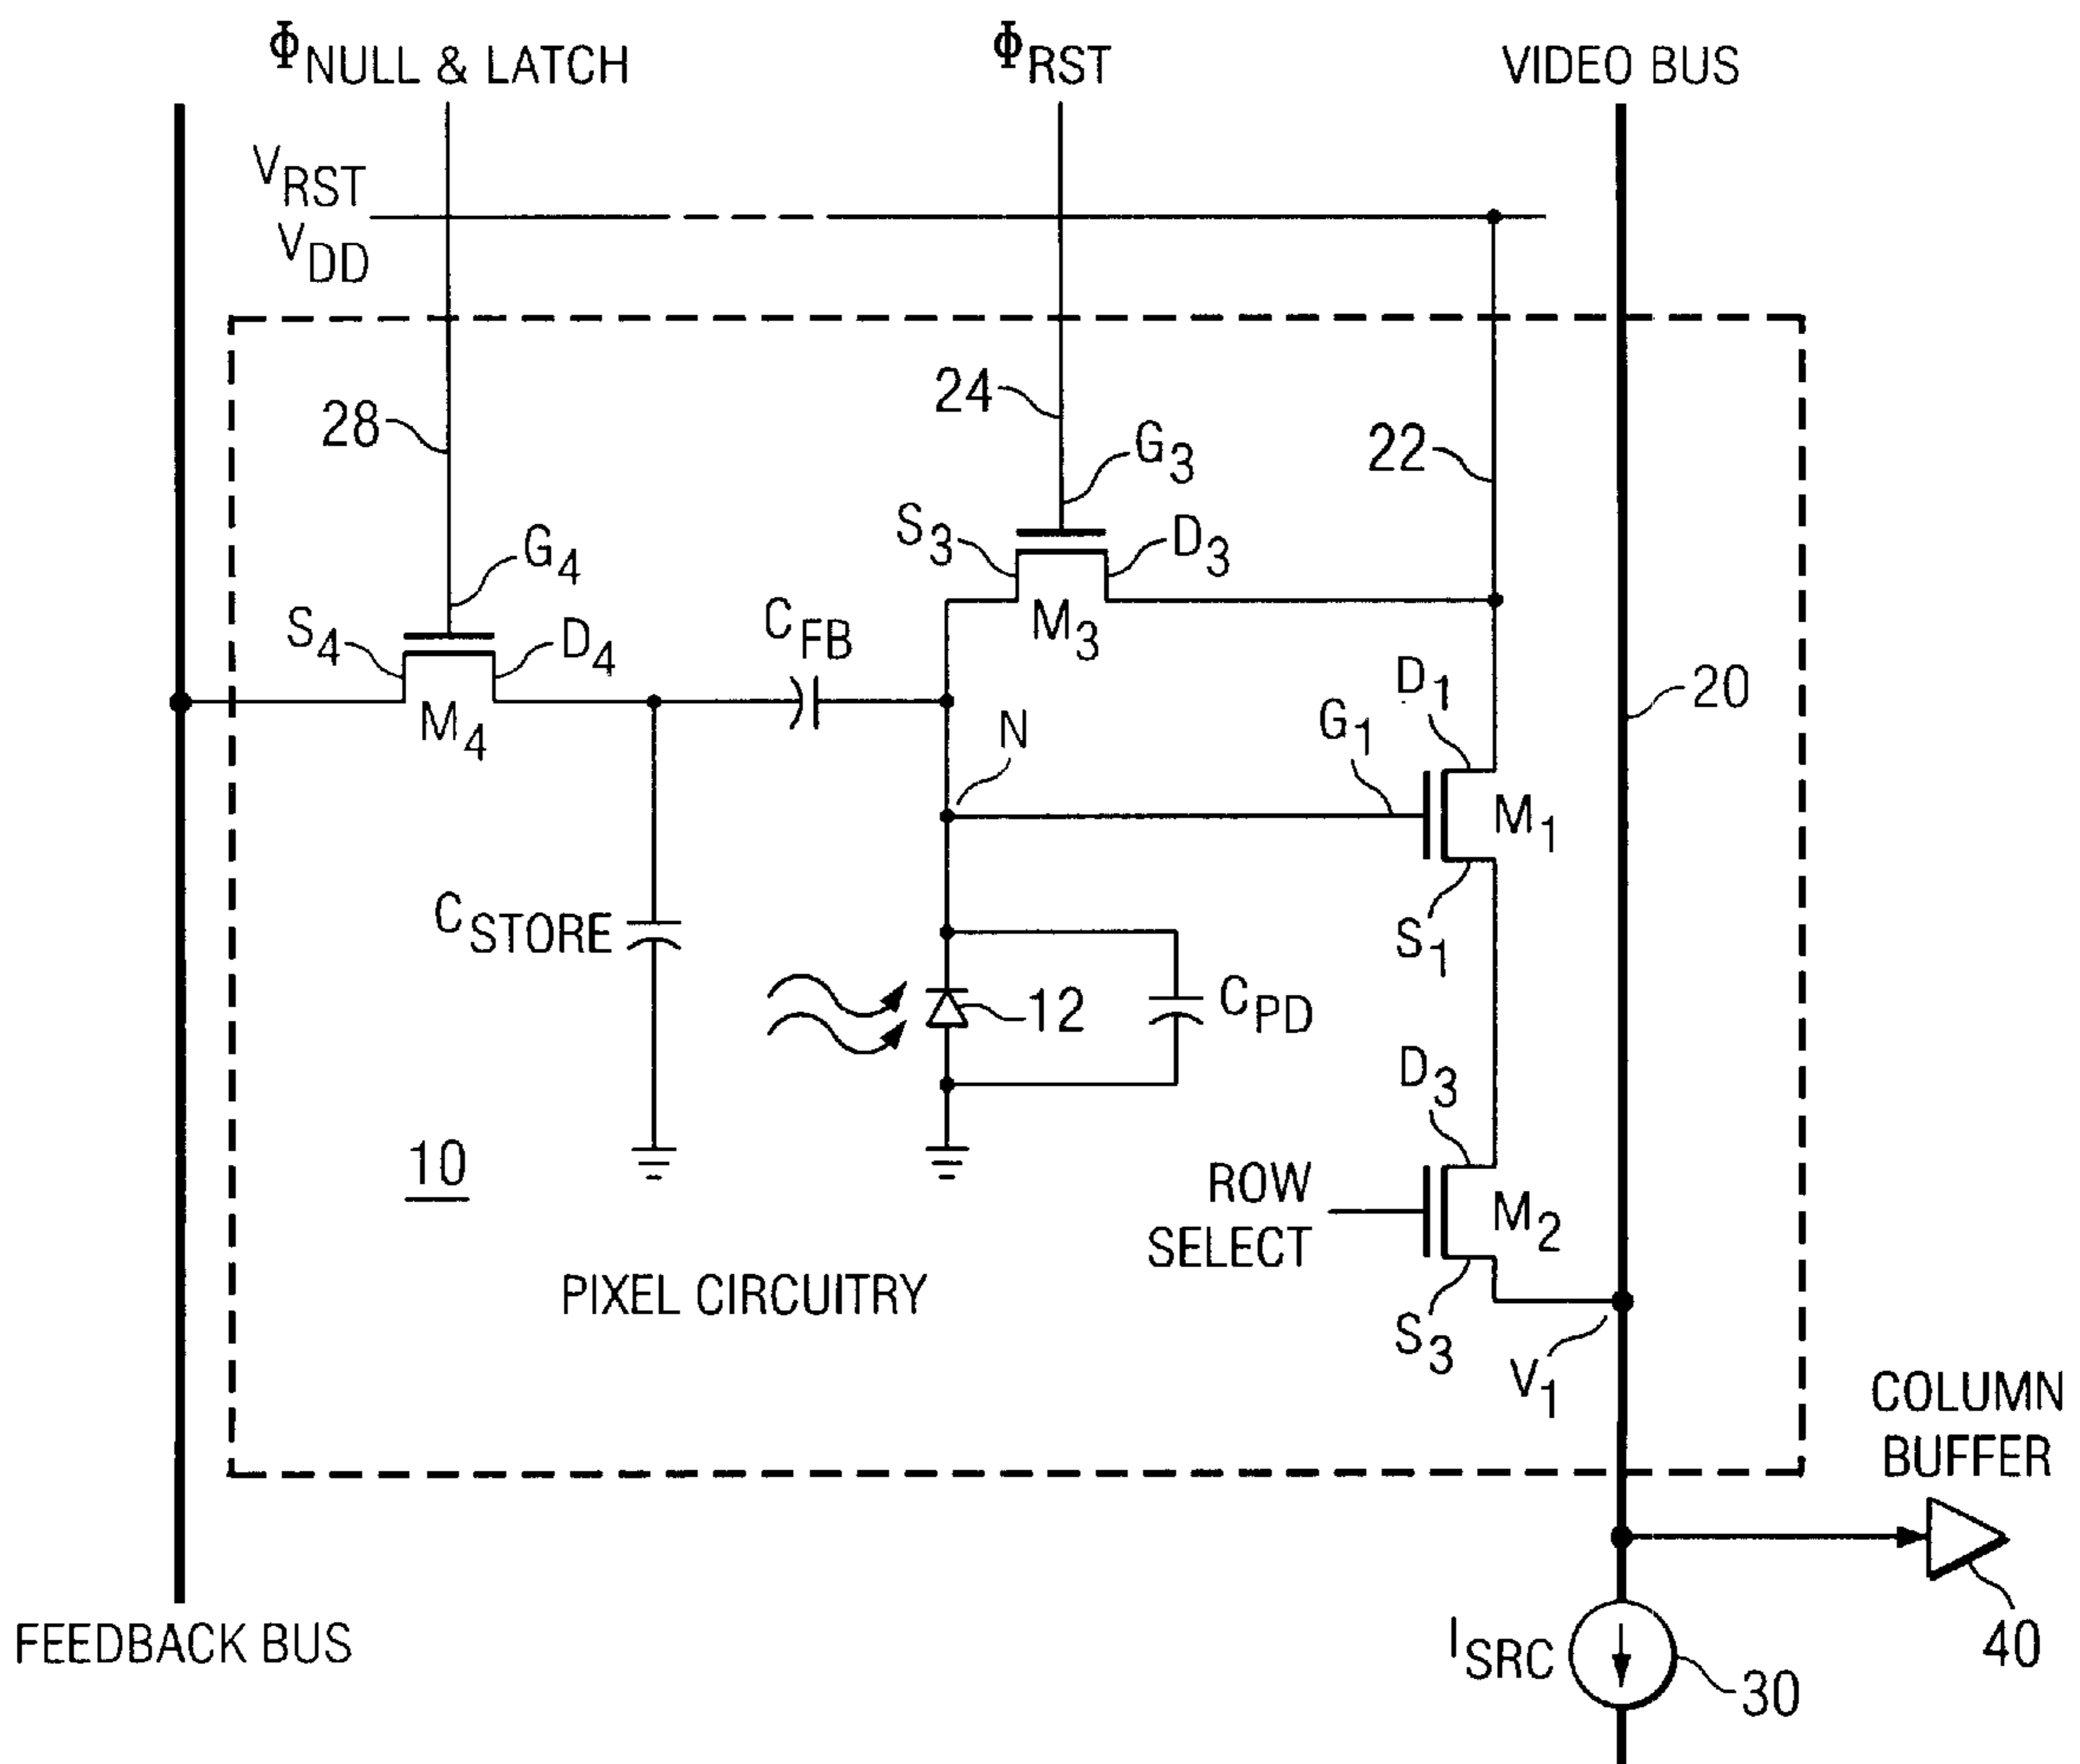 ΦNULL & LATCH
ΦRST
VIDEO BUS
VRST
VDD
24
G3
28
22
S3
D3
G4
S4
D4
CFB
M3
M4
D1
20
N
G1
M1
CSTORE
S1
12
CPD
D3
10
ROW
SELECT
M2
PIXEL CIRCUITRY
S3
V1
COLUMN
BUFFER
FEEDBACK BUS
ISRC
30
40